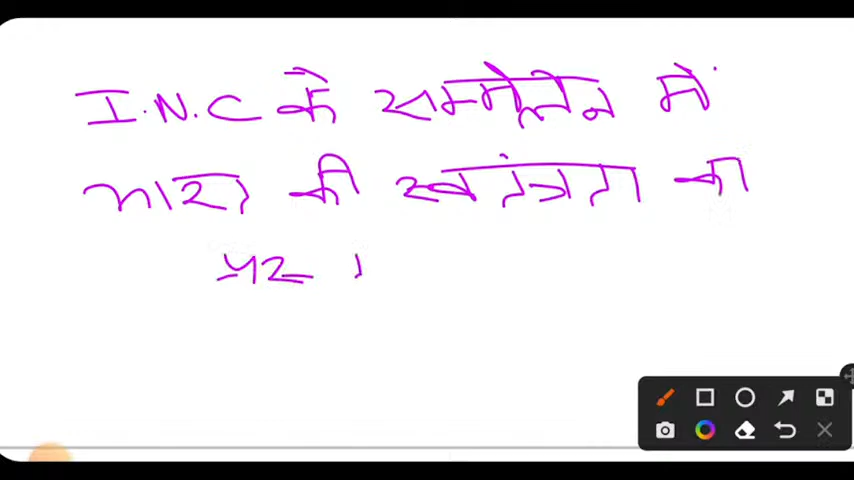 I.N.C के सम्मेलन में
भारत की स्वतंत्रता का